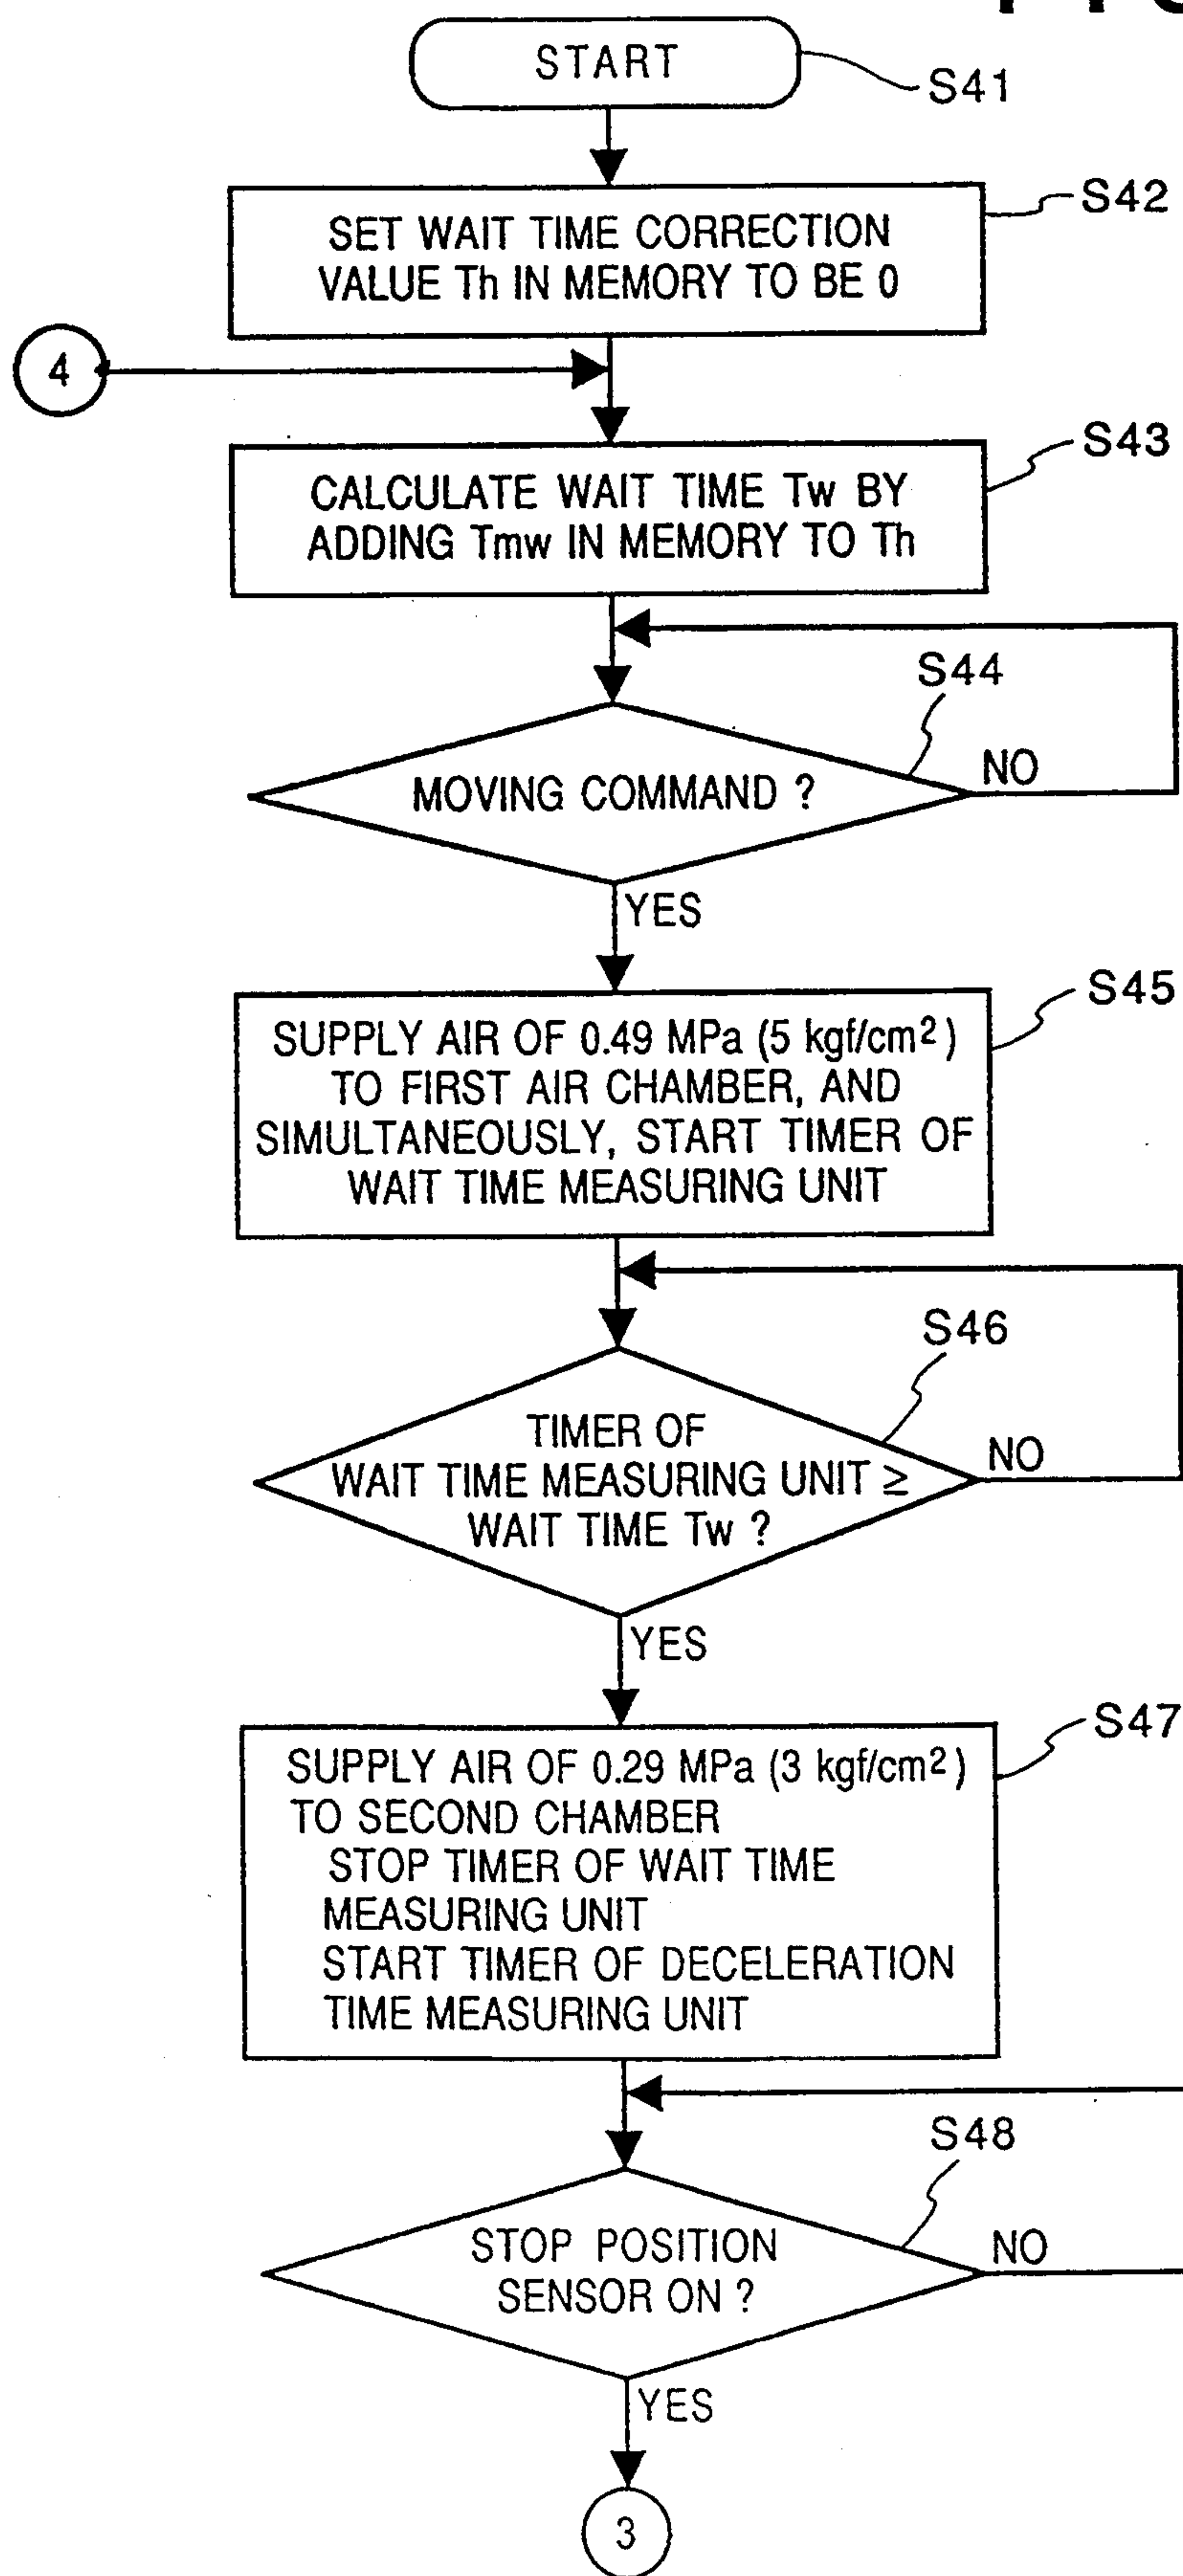 START
S41
SET WAIT TIME CORRECTION
VALUE Th IN MEMORY TO BE 0
S42
4
CALCULATE WAIT TIME Tw BY
ADDING Tmw IN MEMORY TO Th
S43
S44
MOVING COMMAND ?
NO
YES
SUPPLY AIR OF 0.49 MPa (5 kgf/cm²)
TO FIRST AIR CHAMBER, AND
SIMULTANEOUSLY, START TIMER OF
WAIT TIME MEASURING UNIT
S45
S46
TIMER OF
WAIT TIME MEASURING UNIT ≥
WAIT TIME Tw ?
NO
YES
SUPPLY AIR OF 0.29 MPa (3 kgf/cm²)
TO SECOND CHAMBER
STOP TIMER OF WAIT TIME
MEASURING UNIT
START TIMER OF DECELERATION
TIME MEASURING UNIT
S47
S48
STOP POSITION
SENSOR ON ?
NO
YES
3